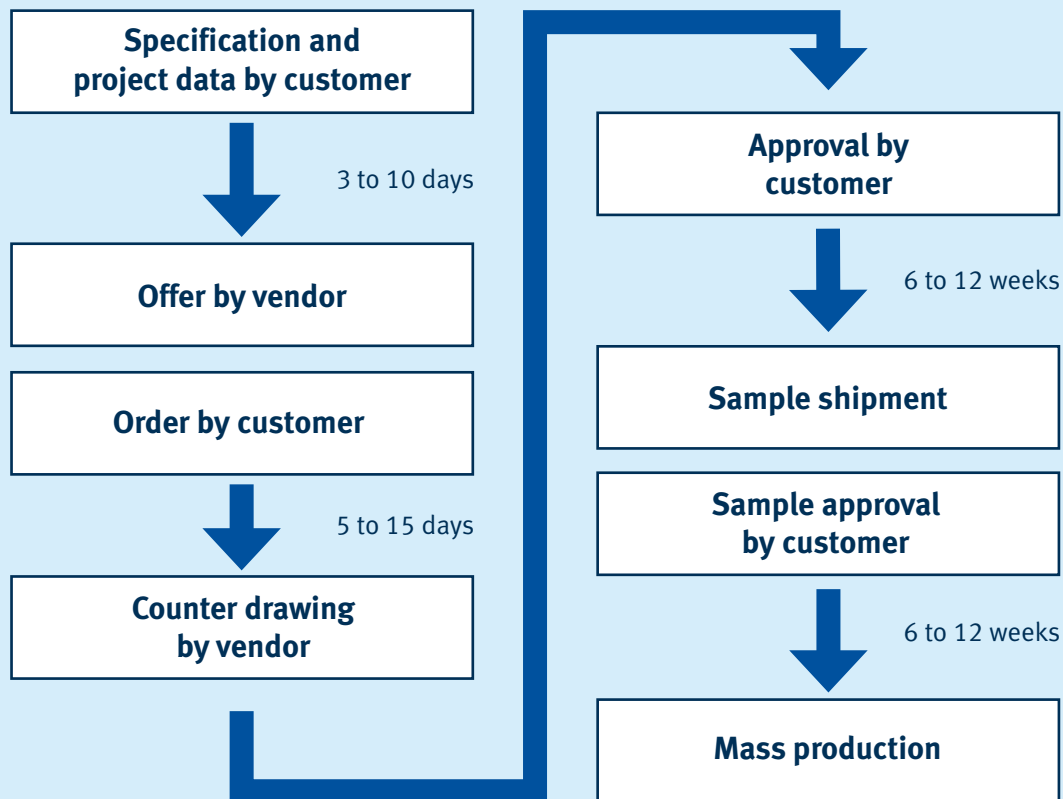 Specification and
project data by customer
3 to 10 days
Offer by vendor
Order by customer
5 to 15 days
Counter drawing
by vendor
Approval by
customer
6 to 12 weeks
Sample shipment
Sample approval
by customer
6 to 12 weeks
Mass production